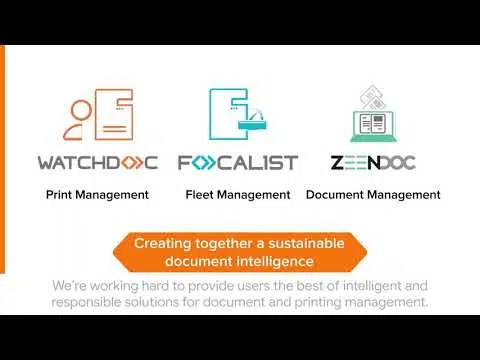 WATCHDOC
FOCALIST
ZEENDOC
Print Management
Fleet Management
Document Management
Creating together a sustainable
document intelligence
We're working hard to provide users the best of intelligent and
responsible solutions for document and printing management.